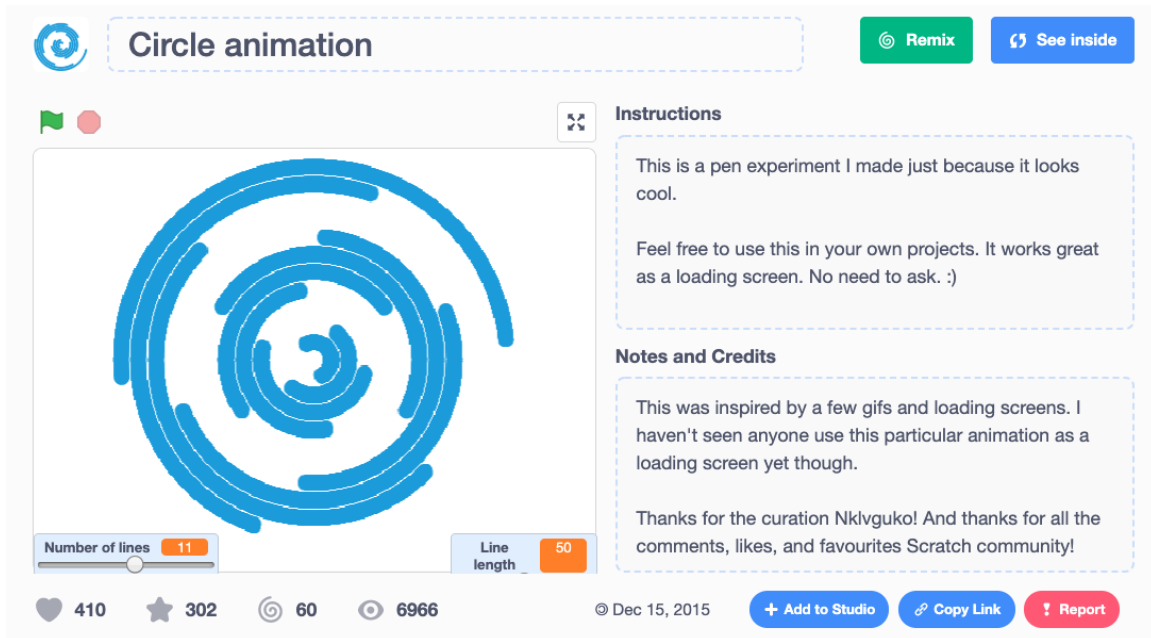 Circle animation
Remix
See inside
Instructions
This is a pen experiment I made just because it looks
cool.
Feel free to use this in your own projects. It works great
as a loading screen. No need to ask. :)
Number of lines 11
Line
length
50
Notes and Credits
This was inspired by a few gifs and loading screens. I
haven't seen anyone use this particular animation as a
loading screen yet though.
Thanks for the curation Nklvguko! And thanks for all the
comments, likes, and favourites Scratch community!
410
302
60
6966
© Dec 15, 2015
Add to Studio
Copy Link
Report